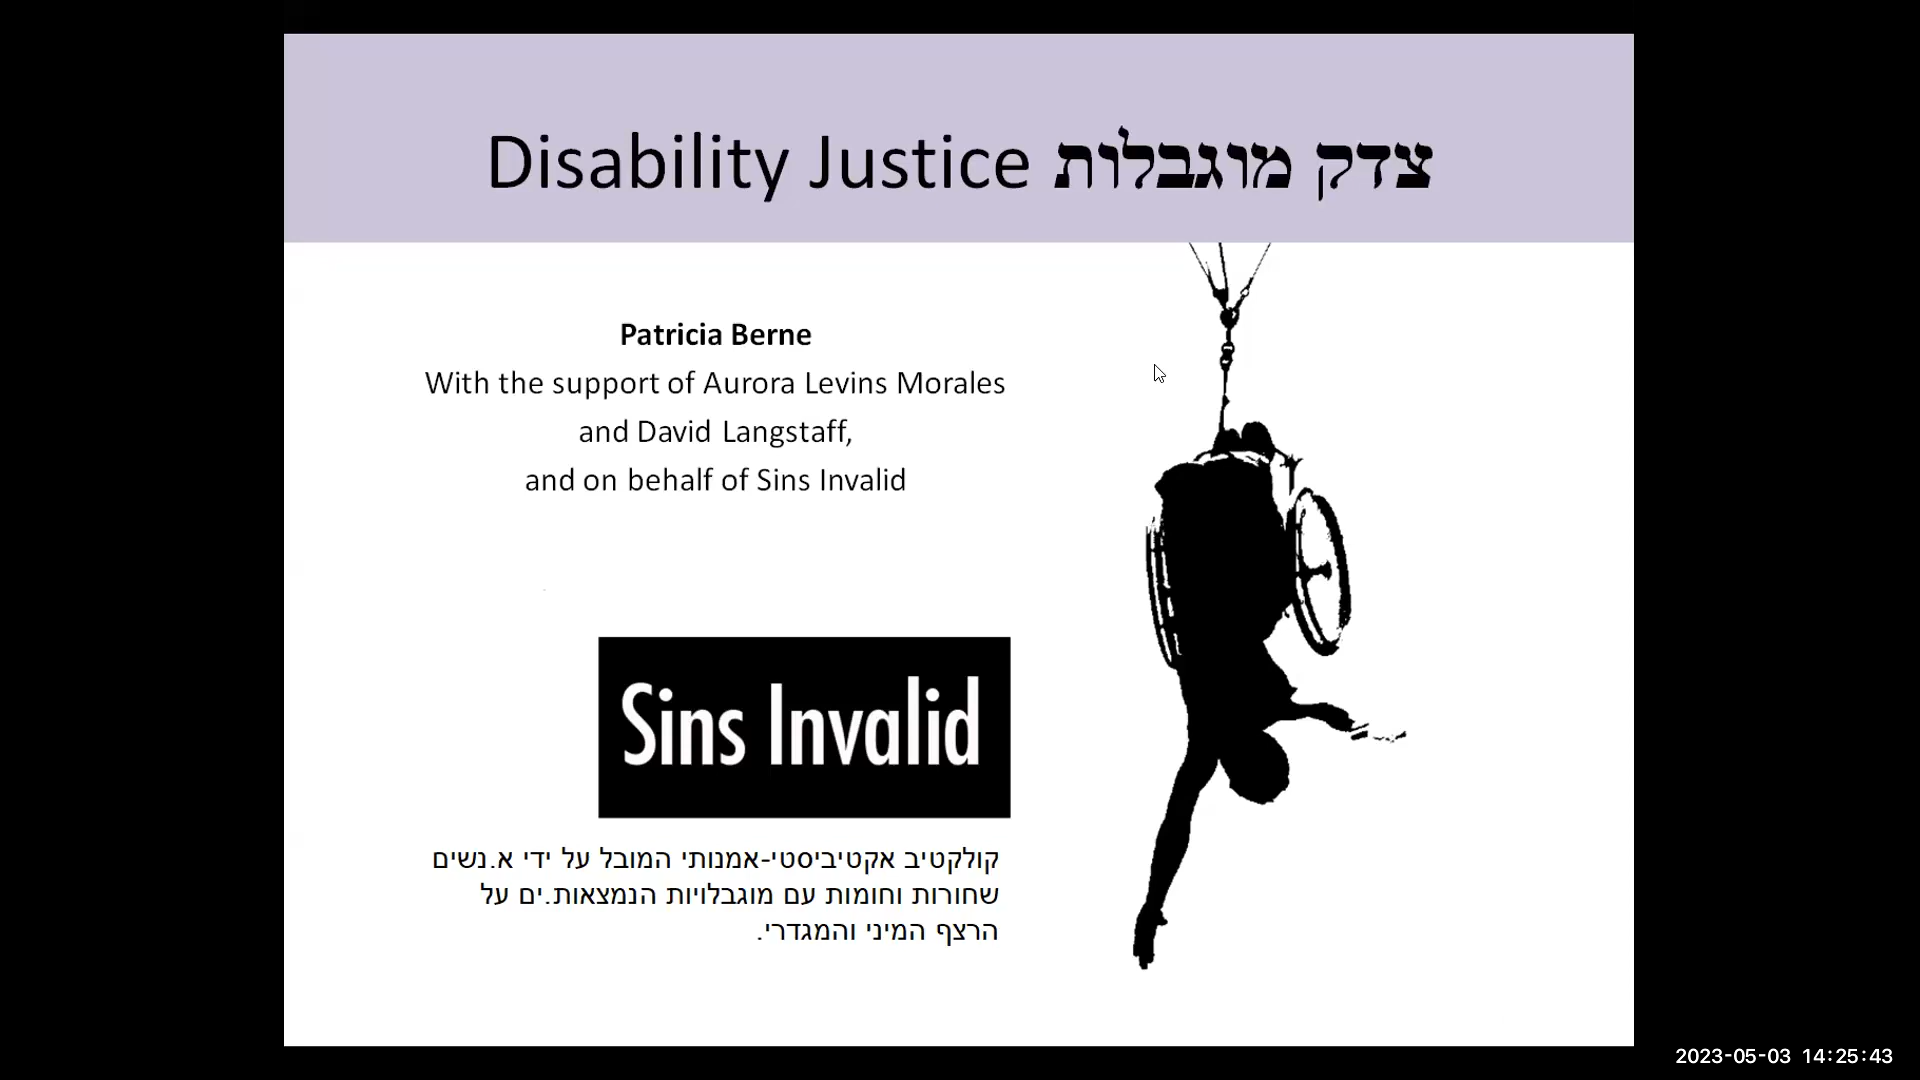 Disability Justice צדק מוגבלות
Patricia Berne
With the support of Aurora Levins Morales
and David Langstaff,
and on behalf of Sins Invalid
Sins Invalid
קולקטיב אקטיביסטי-אמנותי המובל על ידי א.נשים
שחורות וחומות עם מוגבלויות הנמצאות.ים על
הרצף המיני והמגדרי.
2023-05-03 14:25:43